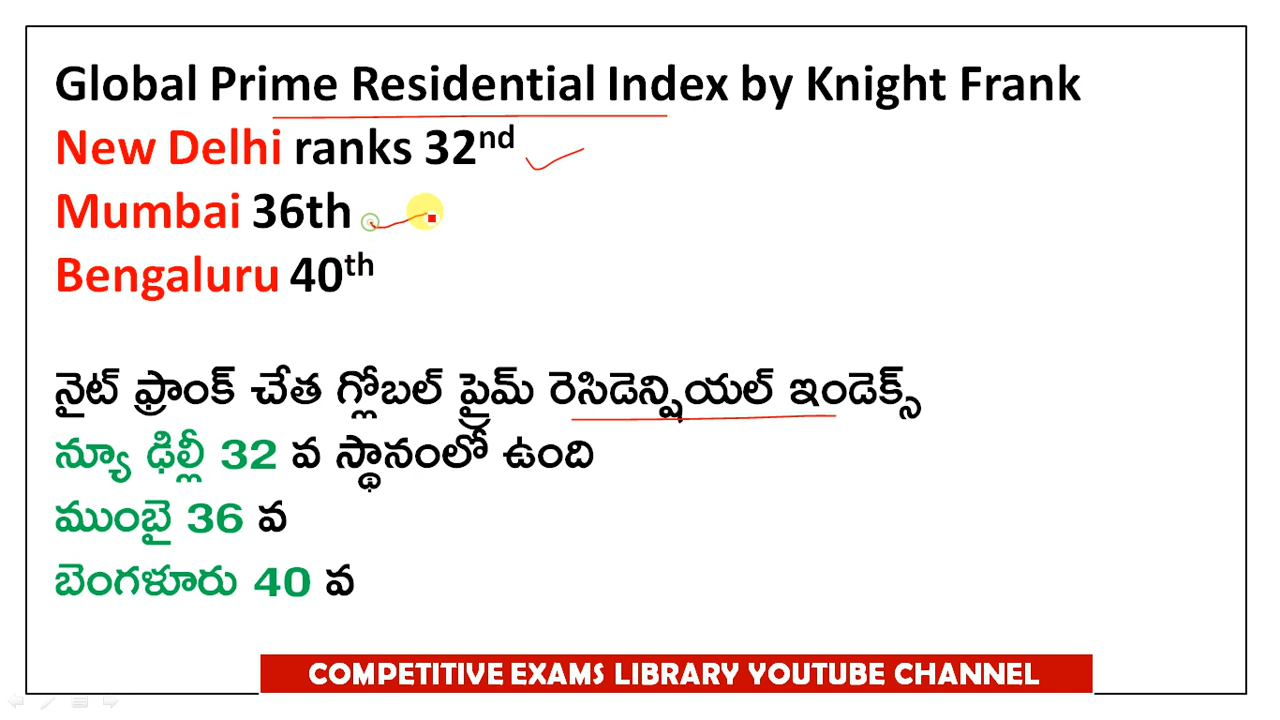 Global Prime Residential Index by Knight Frank
New Delhi ranks 32nd
Mumbai 36th
Bengaluru 40th
నైట్ ఫ్రాంక్ చేత గ్లోబల్ ప్రైమ్ రెసిడెన్షియల్ ఇండెక్స్
న్యూ ఢిల్లీ 32 వ స్థానంలో ఉంది
ముంబై 36 వ
బెంగళూరు 40 వ
COMPETITIVE EXAMS LIBRARY YOUTUBE CHANNEL